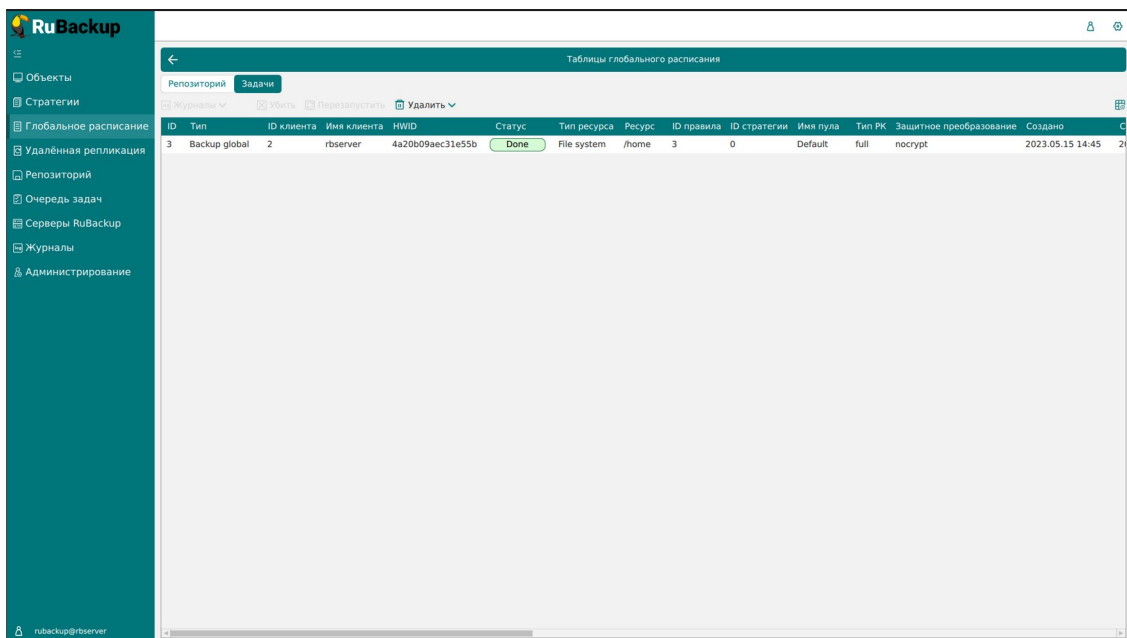 RuBackup
Объекты
Стратегии
Глобальное расписание
Удалённая репликация
Репозиторий
Очередь задач
Серверы RuBackup
Журналы
Администрирование
rubackup@rbserver
Таблицы глобального расписания
Репозиторий Задачи
Журналы Убить Перезапустить Удалить
ID Тип ID клиента Имя клиента HWID Статус Тип ресурса Ресурс ID правила ID стратегии Имя пула Тип РК Защитное преобразование Создано
3 Backup global 2 rbserver 4a20b09aec31e55b Done File system /home 3 0 Default full nocrypt 2023.05.15 14:45